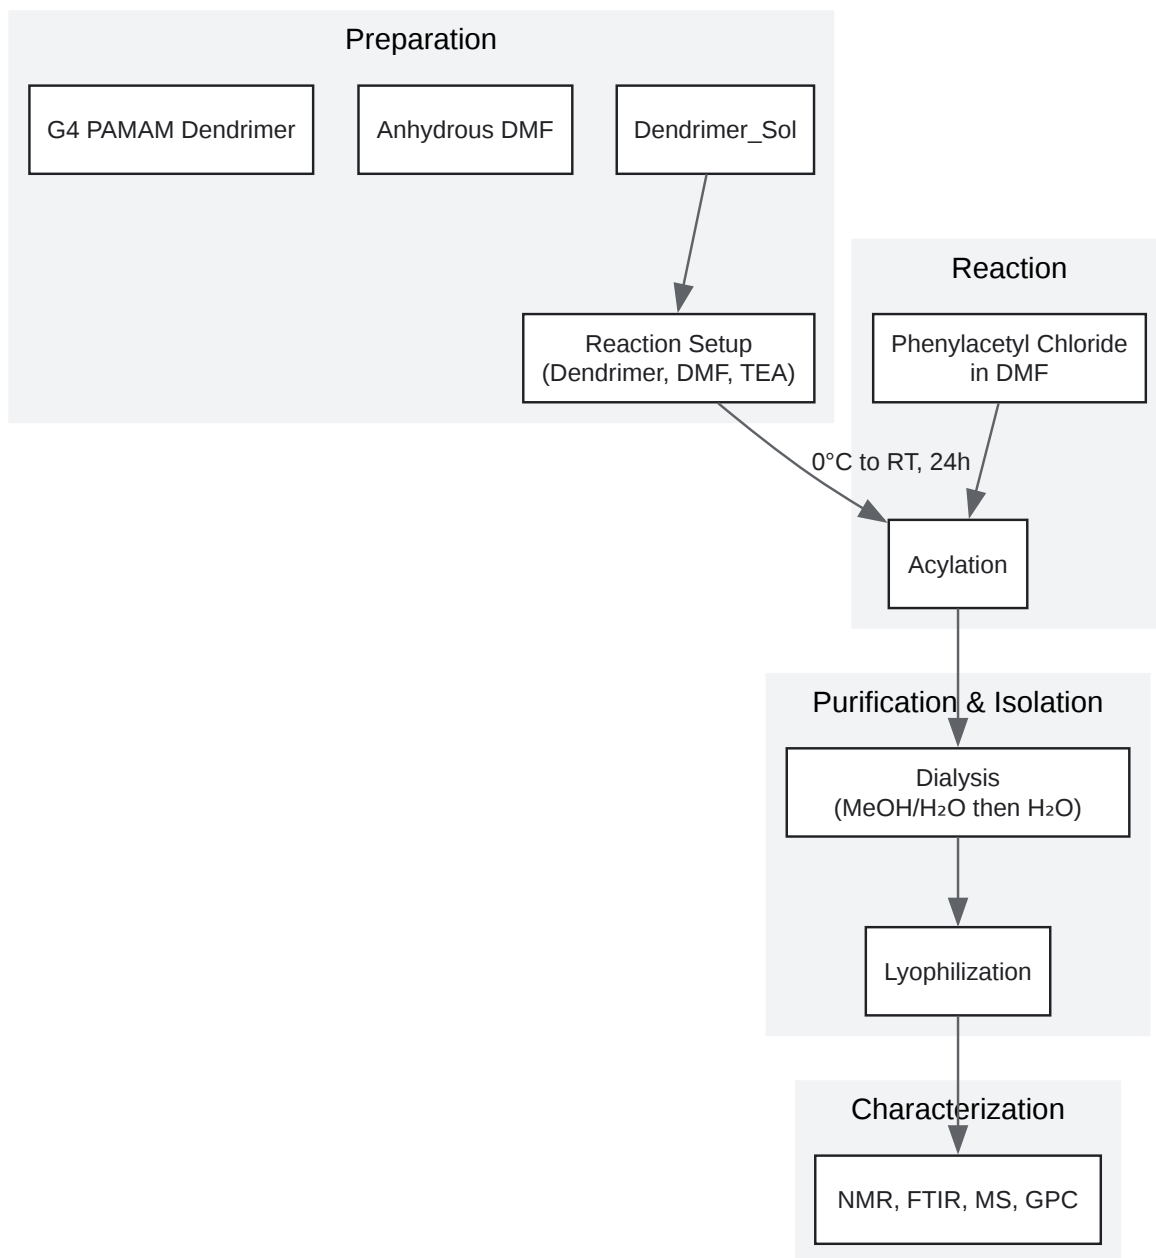 Preparation
G4 PAMAM Dendrimer
Anhydrous DMF
Dendrimer_Sol
Reaction
Reaction Setup
(Dendrimer, DMF, TEA)
Phenylacetyl Chloride
in DMF
0°C to RT, 24h
Acylation
Purification & Isolation
Dialysis
(MeOH/H₂O then H₂O)
Lyophilization
Characterization
NMR, FTIR, MS, GPC